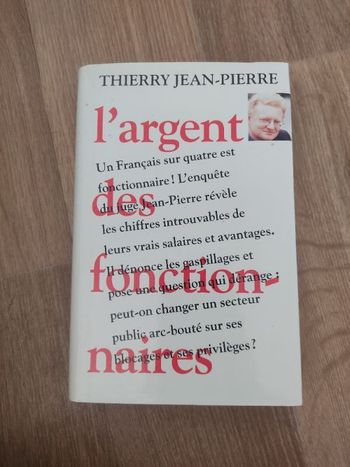 THIERRY JEAN-PIERRE
l'argent
des
fonction-
naires
Un Français sur quatre est
fonctionnaire ! L'enquête
du juge Jean-Pierre révèle
les chiffres introuvables de
leurs vrais salaires et avantages.
Il dénonce les gaspillages et
pose une question qui dérange :
peut-on changer un secteur
public arc-bouté sur ses
blocages et ses privilèges ?